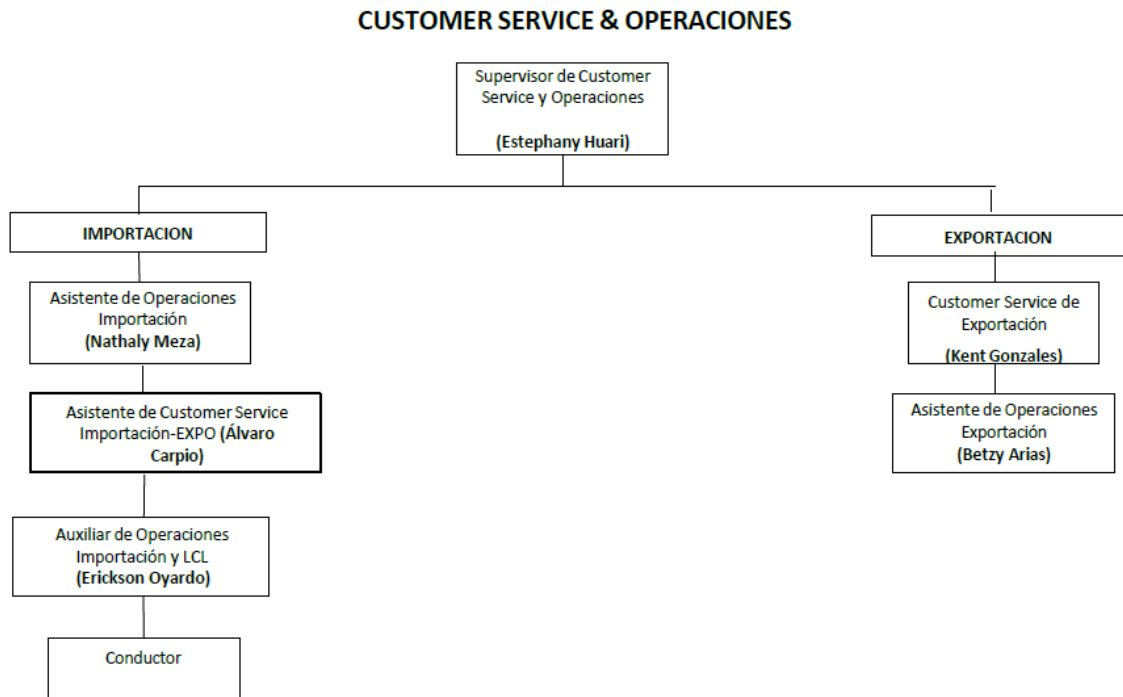 CUSTOMER SERVICE & OPERACIONES
Supervisor de Customer
Service y Operaciones
(Estephany Huari)
IMPORTACION
Asistente de Operaciones
Importación
(Nathaly Meza)
Asistente de Customer Service
Importación-EXPO (Álvaro
Carpio)
Auxiliar de Operaciones
Importación y LCL
(Erickson Oyardo)
Conductor
EXPORTACION
Customer Service de
Exportación
(Kent Gonzales)
Asistente de Operaciones
Exportación
(Betzy Arias)